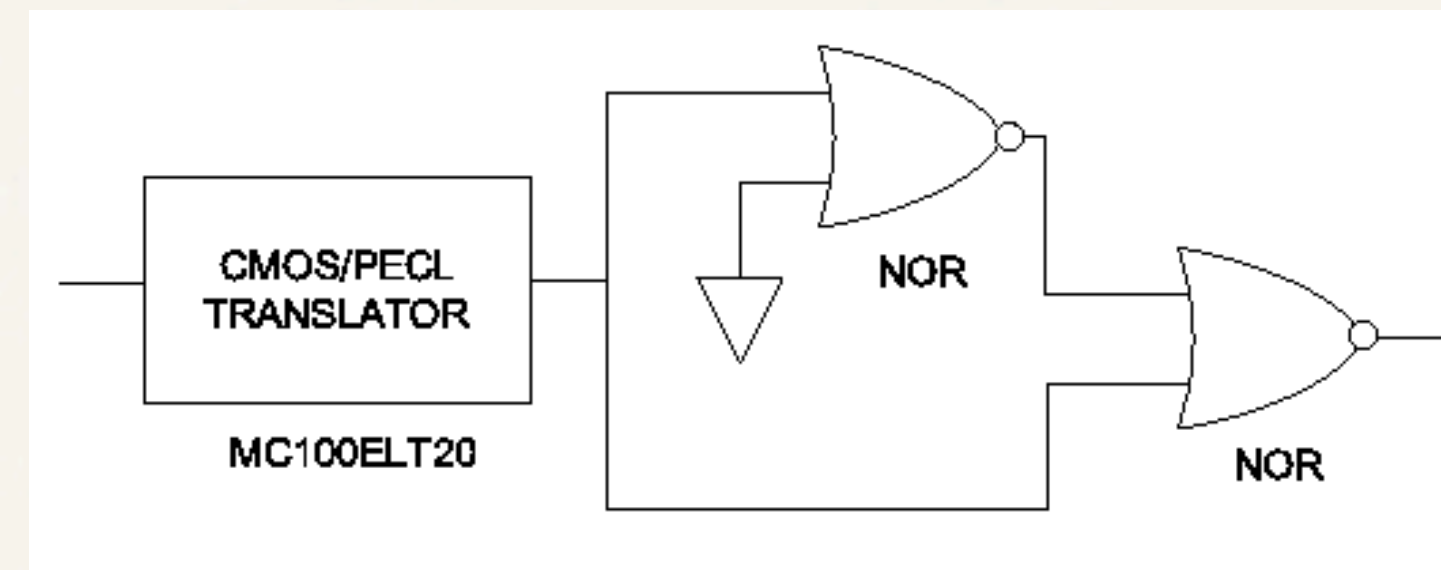 CMOS/PECL
TRANSLATOR
MC100ELT20
NOR
NOR